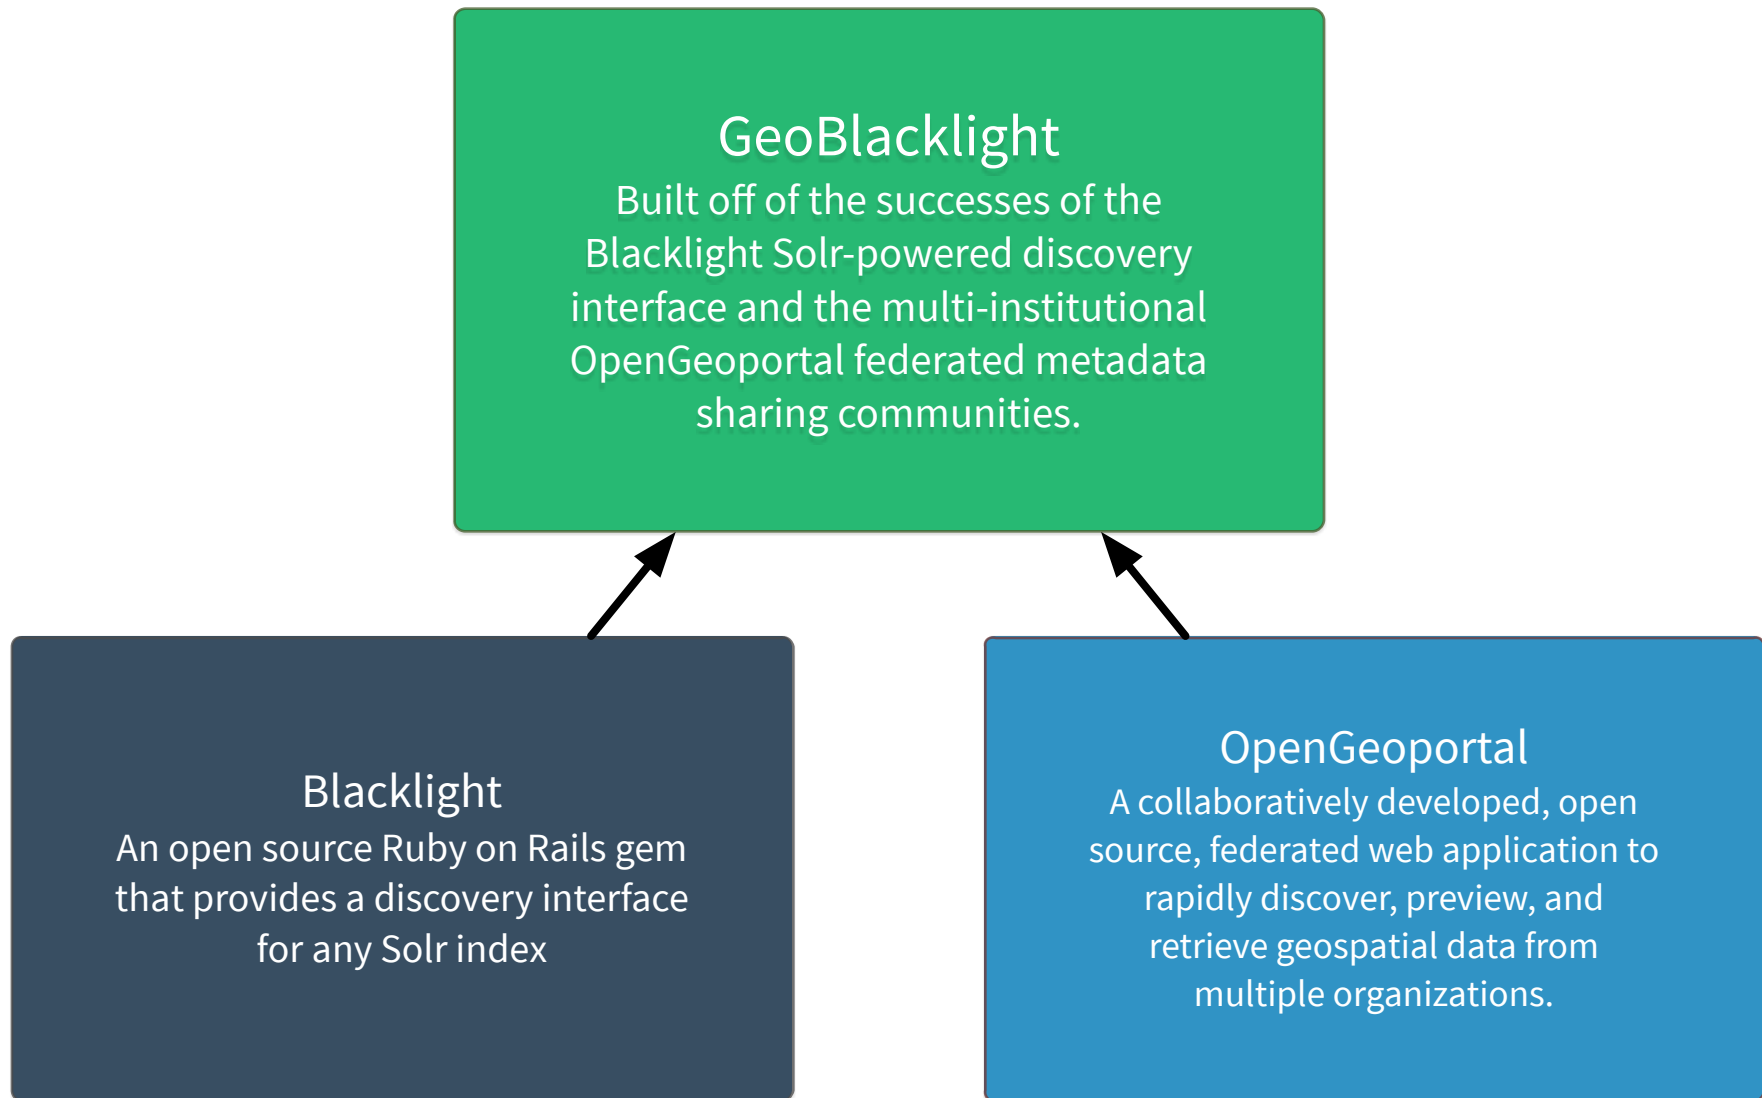 GeoBlacklight
Built off of the successes of the
Blacklight Solr-powered discovery
interface and the multi-institutional
OpenGeoportal federated metadata
sharing communities.
Blacklight
An open source Ruby on Rails gem
that provides a discovery interface
for any Solr index
OpenGeoportal
A collaboratively developed, open
source, federated web application to
rapidly discover, preview, and
retrieve geospatial data from
multiple organizations.